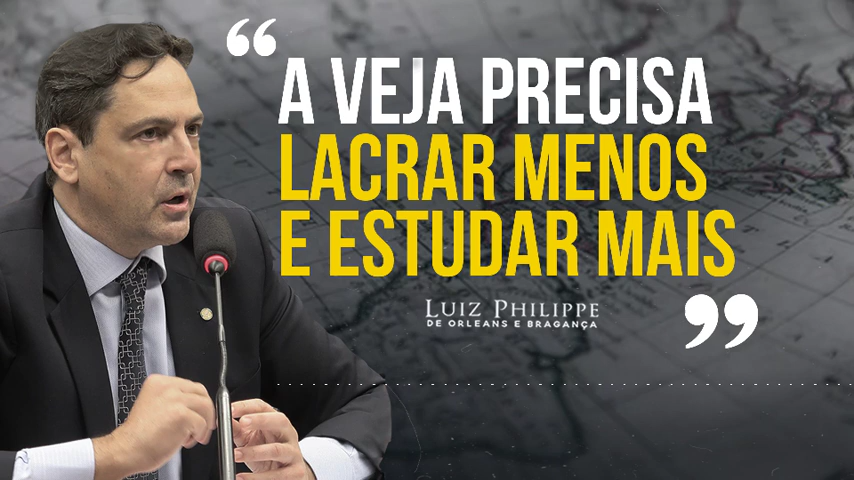 “
A VEJA PRECISA
LACRAR MENOS
E ESTUDAR MAIS
LUIZ PHILIPPE
DE ORLEANS E BRAGANÇA
”